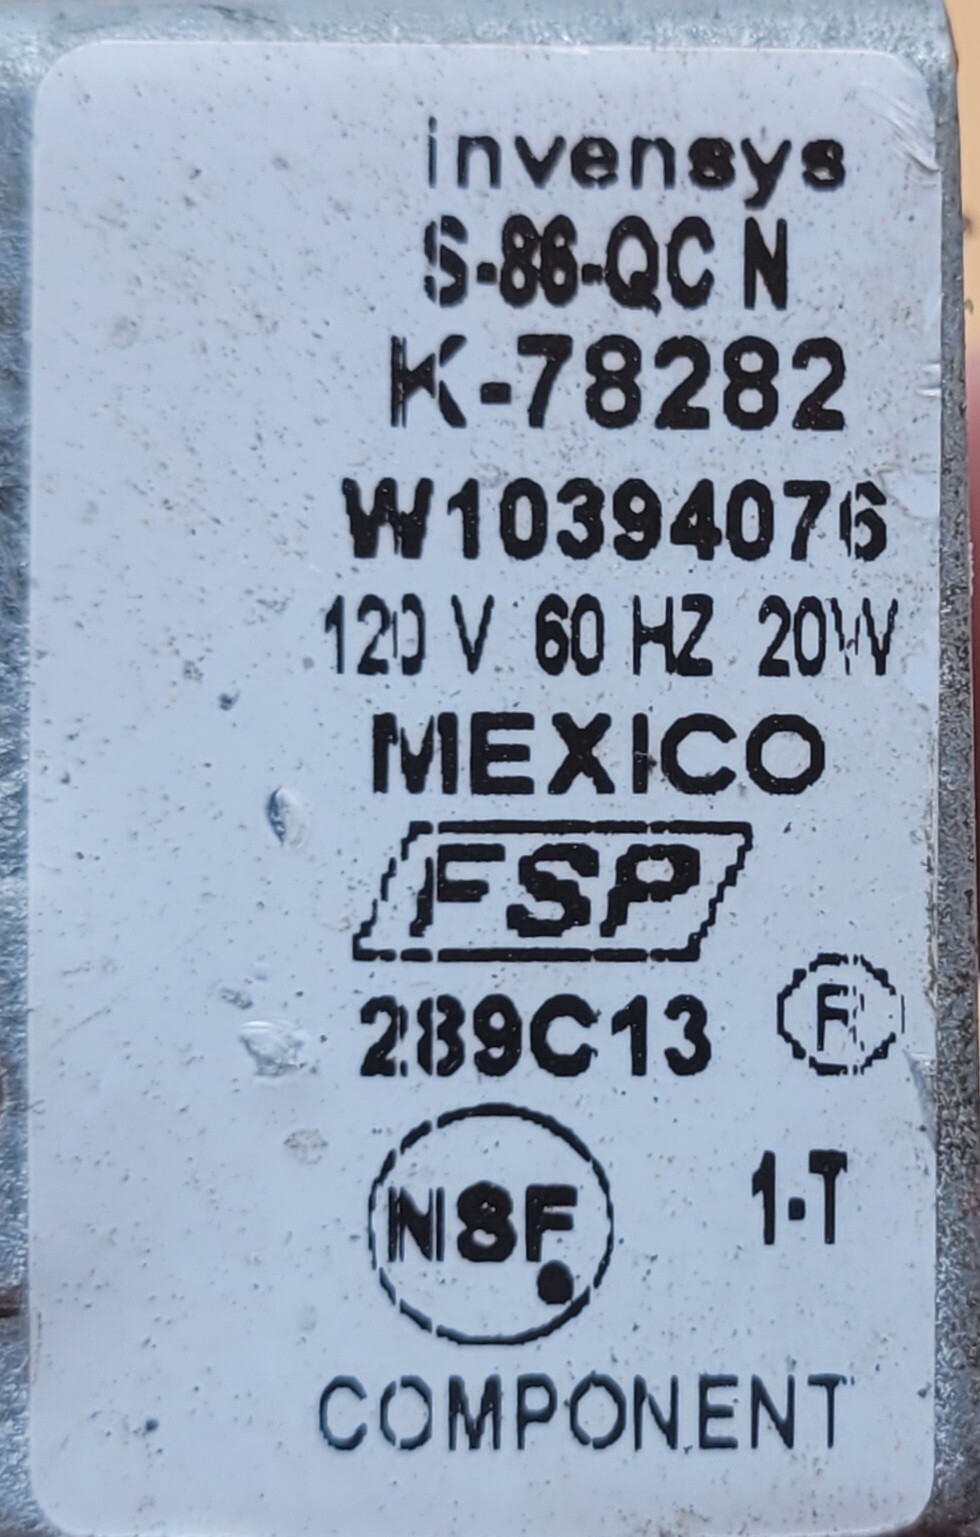 invensys
S-86-QC N
K-78282
W10394076
120 V 60 HZ 20W
MEXICO
FSP
289C13
R
NSF
1-T
COMPONENT